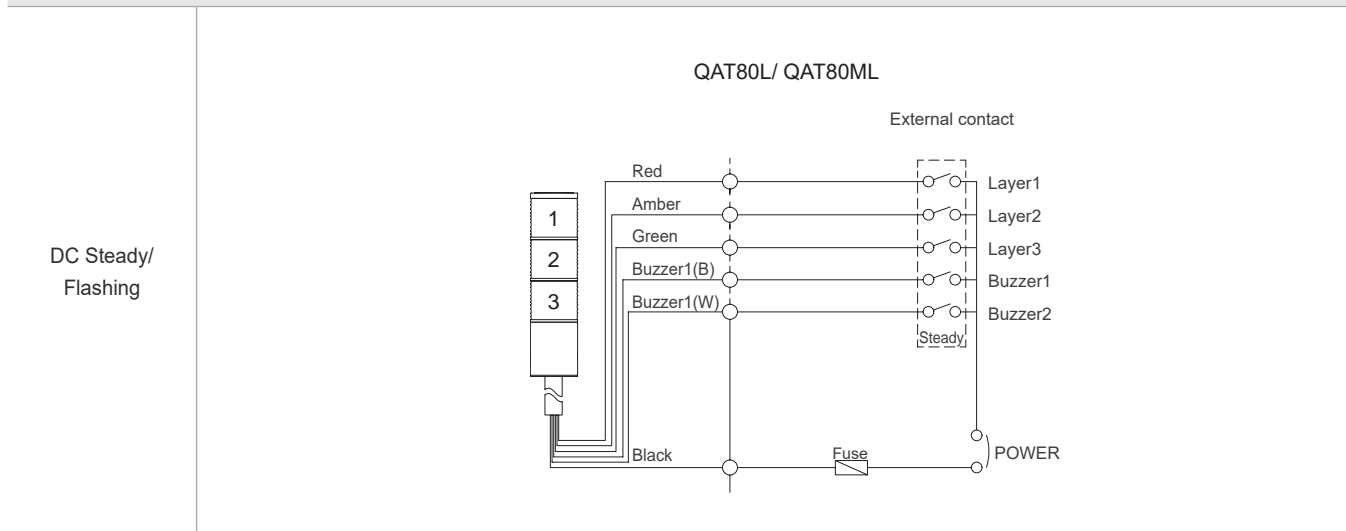 QAT80L/ QAT80ML
External contact
DC Steady/
Flashing
1
2
3
Red
Amber
Green
Buzzer1(B)
Buzzer1(W)
Black
Layer1
Layer2
Layer3
Buzzer1
Buzzer2
Steady
Fuse
POWER